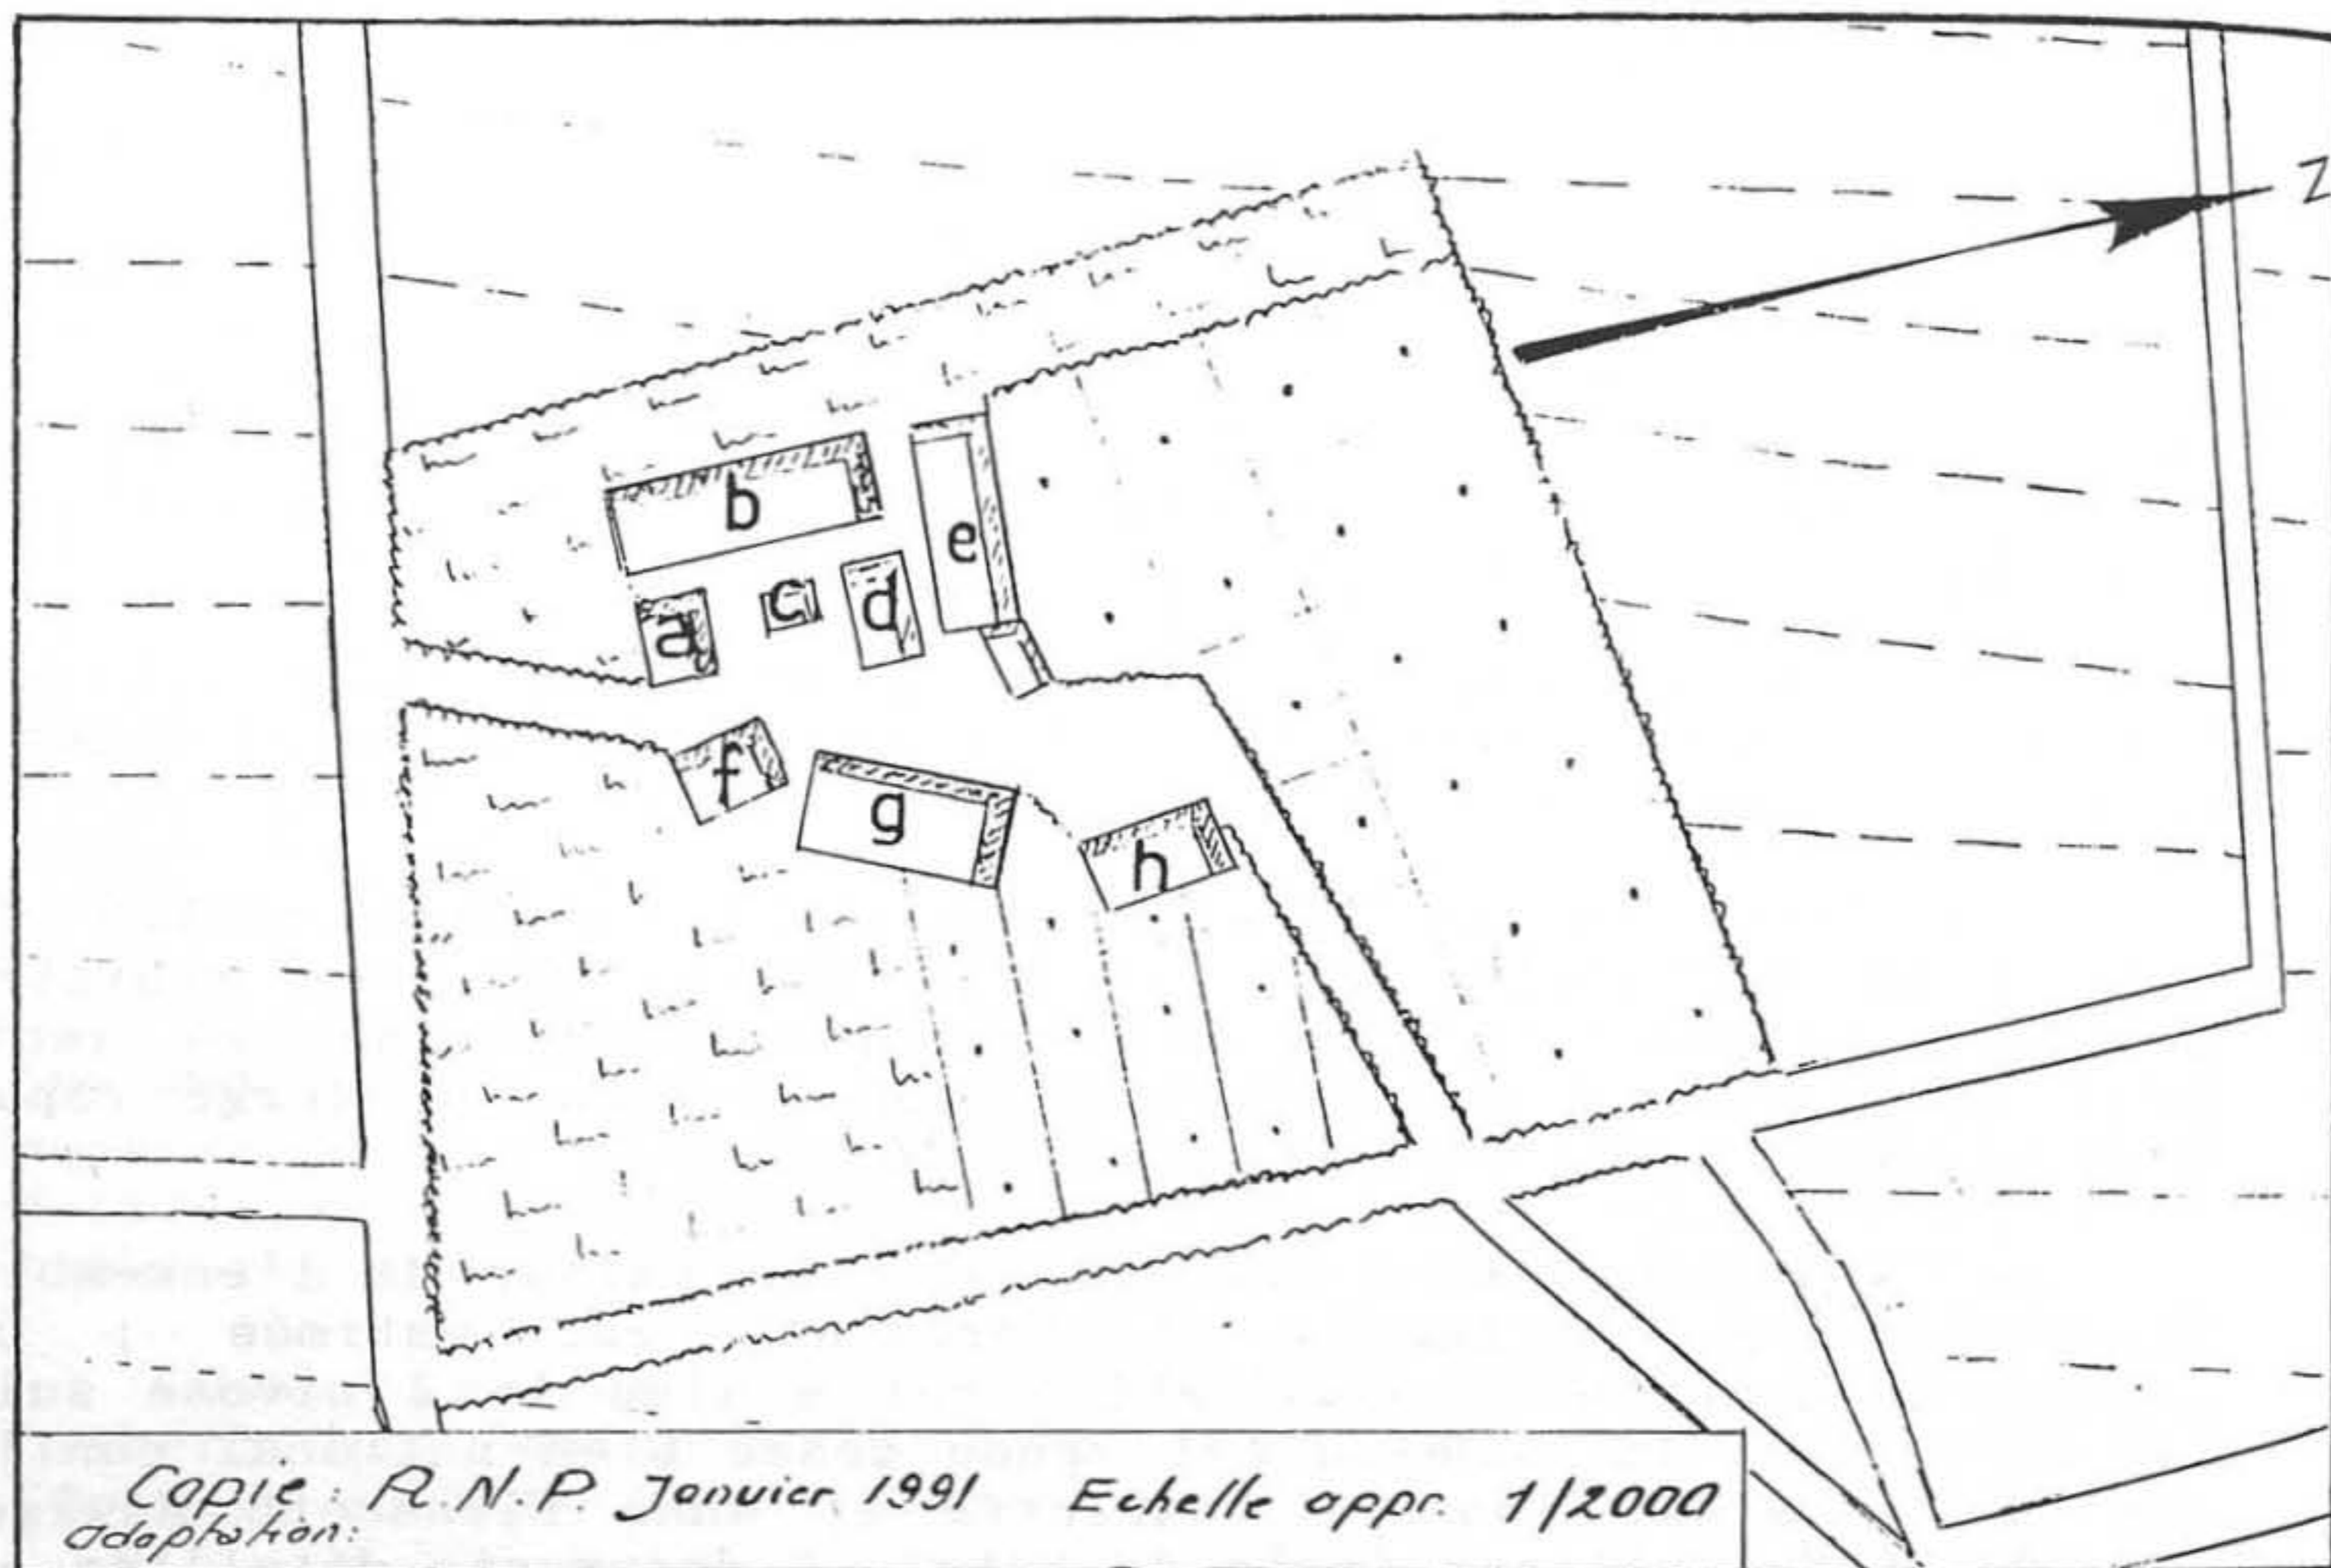 N
b
e
c
d
a
f
g
h
Copie: R.N.P. Janvier 1991 Echelle appr. 1/2000
adaptation: